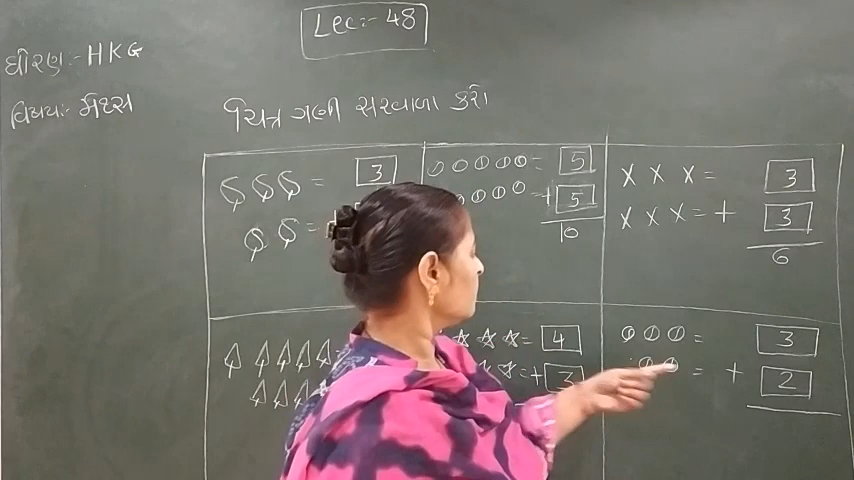 Lec:- 48
ધોરણ:- HKG
વિષય:- મેથ્સ
ચિત્ર ગણી સરવાળા કરો
= 3
=
= 5
+ 5
10
x x x = 3
x x x = + 3
6
= 4
= + 3
= 3
= + 2